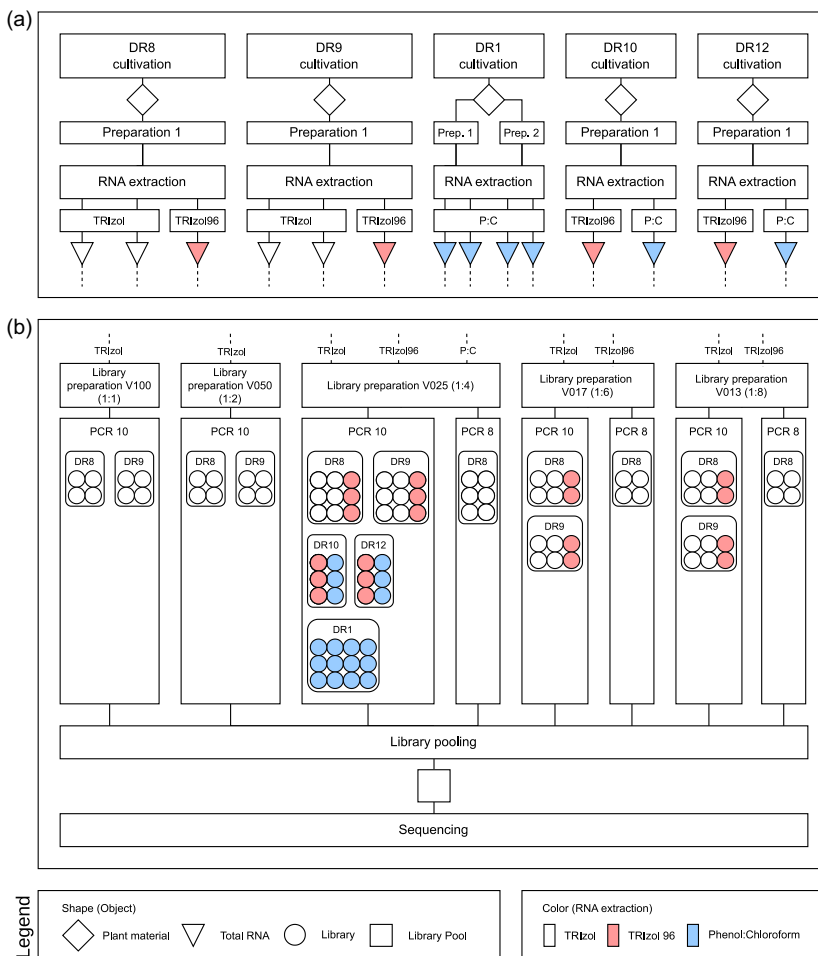 (a)
DR8
cultivation
DR9
cultivation
DR1
cultivation
DR10
cultivation
DR12
cultivation
Preparation 1
Preparation 1
Prep. 1
Prep. 2
Preparation 1
Preparation 1
RNA extraction
RNA extraction
RNA extraction
RNA extraction
RNA extraction
TRIzol
TRIzol96
TRIzol
TRIzol96
P:C
TRIzol96
P:C
TRIzol96
P:C
(b)
TRIzol
TRIzol
TRIzol
TRIzol96
P:C
TRIzol
TRIzol96
TRIzol
TRIzol96
Library
preparation V100
(1:1)
Library
preparation V050
(1:2)
Library preparation V025 (1:4)
Library preparation
V017 (1:6)
Library preparation
V013 (1:8)
PCR 10
PCR 10
PCR 10
PCR 8
PCR 10
PCR 8
PCR 10
PCR 8
DR8
DR9
DR8
DR9
DR8
DR9
DR8
DR8
DR8
DR8
DR8
DR9
DR9
DR10
DR12
DR1
Library pooling
Sequencing
Legend
Shape (Object)
Plant material
Total RNA
Library
Library Pool
Color (RNA extraction)
TRIzol
TRIzol 96
Phenol:Chloroform